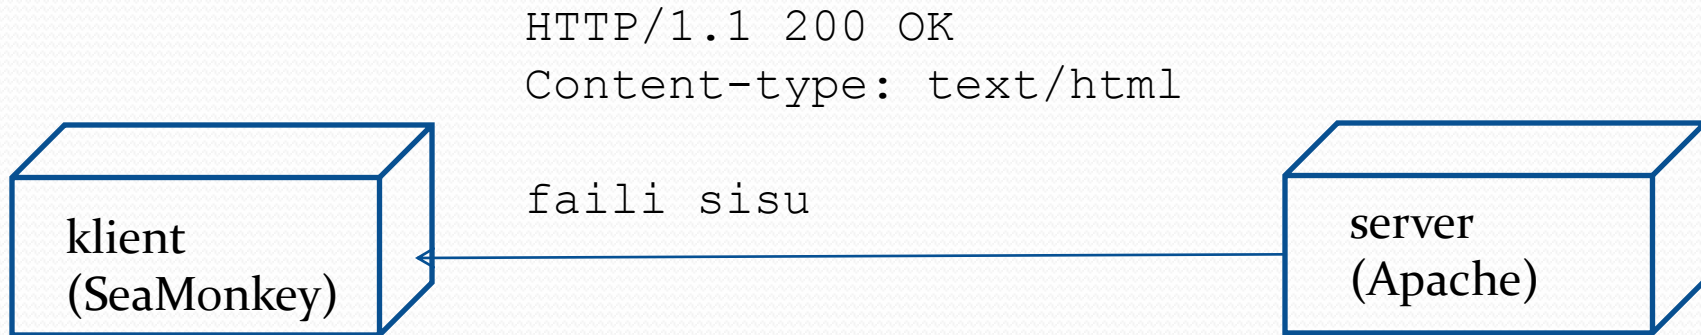 HTTP/1.1 200 OK
Content-type: text/html
faili sisu
klient
(SeaMonkey)
server
(Apache)